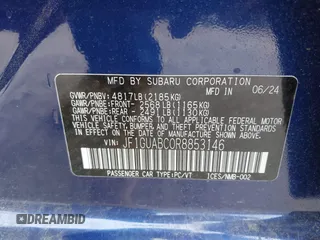 MFD. BY SUBARU CORPORATION
GVWR/PNBV: 4817LB(2185KG) MFD. IN 06/24
GAWR/PNBE: FRONT- 2568LB(1165KG)
GAWR/PNBE: REAR- 2491LB(1130KG)
THIS VEHICLE CONFORMS TO ALL APPLICABLE
FEDERAL MOTOR VEHICLE SAFETY, BUMPER,
AND THEFT PREVENTION STANDARDS IN EFFECT ON
THE DATE OF MANUFACTURE SHOWN ABOVE.
JF1GUABC0R8853146
PASSENGER CAR TYPE:PC/VT ICES/NMB-002
DREAMBID